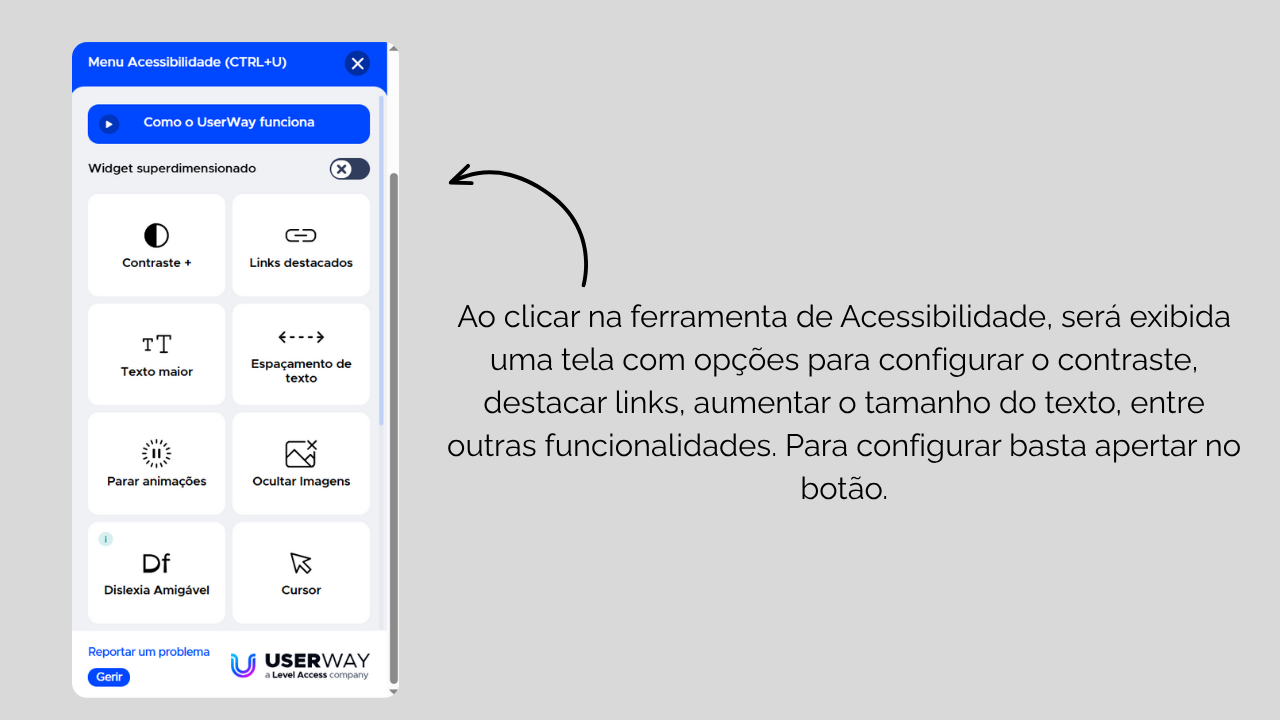 Menu Acessibilidade (CTRL+U)
Como o UserWay funciona
Widget superdimensionado
Contraste +
Links destacados
Texto maior
Espaçamento de
texto
Parar animações
Ocultar Imagens
Dislexia Amigável
Cursor
Reportar um problema
Gerir
USERWAY
a Level Access company
Ao clicar na ferramenta de Acessibilidade, será exibida
uma tela com opções para configurar o contraste,
destacar links, aumentar o tamanho do texto, entre
outras funcionalidades. Para configurar basta apertar no
botão.